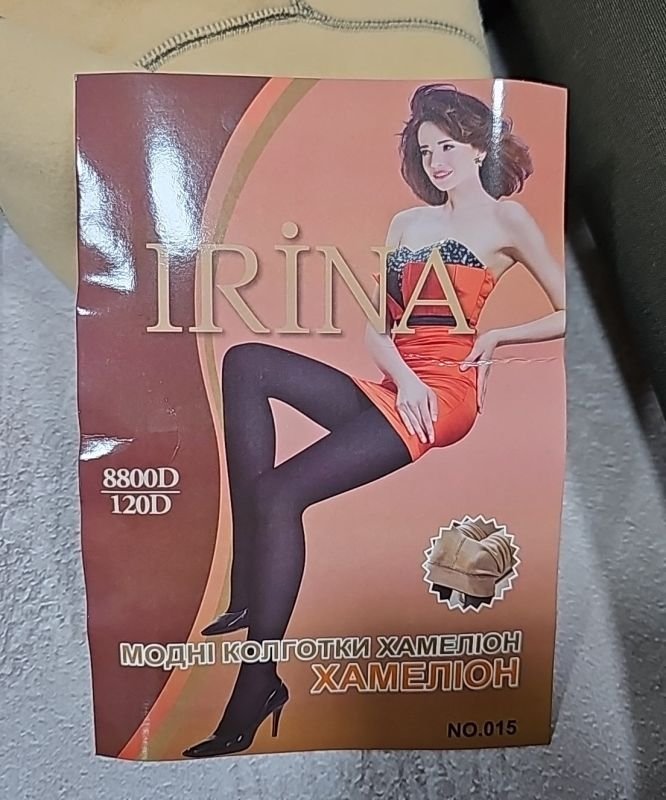 IRİNA
8800D
120D
МОДНІ КОЛГОТКИ ХАМЕЛІОН
ХАМЕЛІОН
NO.015